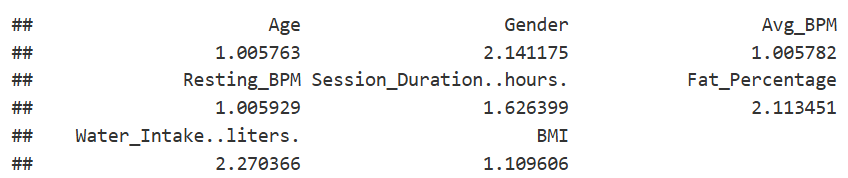 ##                    Age                  Gender                 Avg_BPM
##               1.005763                2.141175                1.005782
##            Resting_BPM Session_Duration..hours.          Fat_Percentage
##               1.005929                1.626399                2.113451
##   Water_Intake..liters.                     BMI
##               2.270366                1.109606